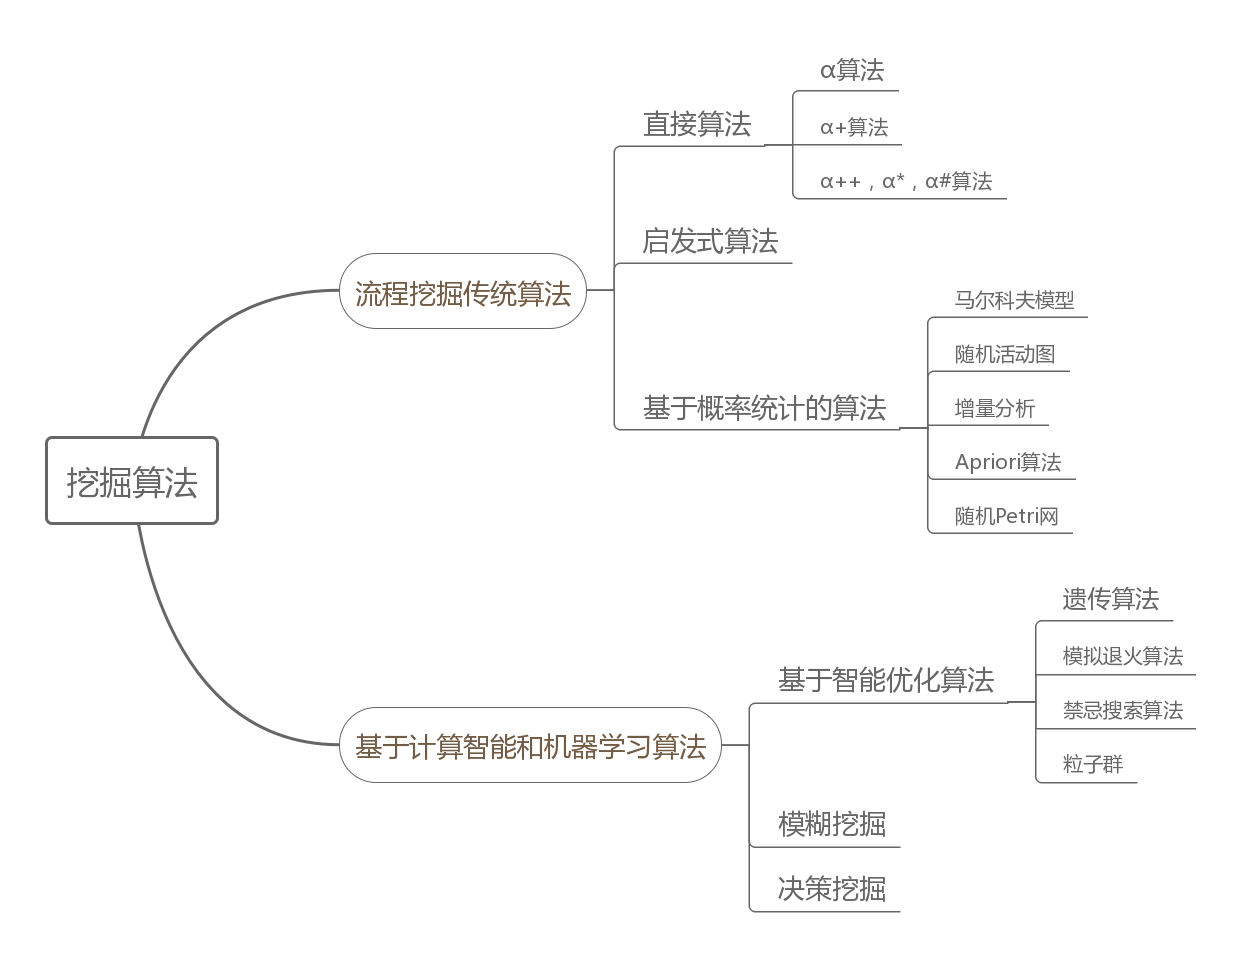 挖掘算法
流程挖掘传统算法
直接算法
α算法
α+算法
α++，α*，α#算法
启发式算法
基于概率统计的算法
马尔科夫模型
随机活动图
增量分析
Apriori算法
随机Petri网
基于计算智能和机器学习算法
基于智能优化算法
遗传算法
模拟退火算法
禁忌搜索算法
粒子群
模糊挖掘
决策挖掘